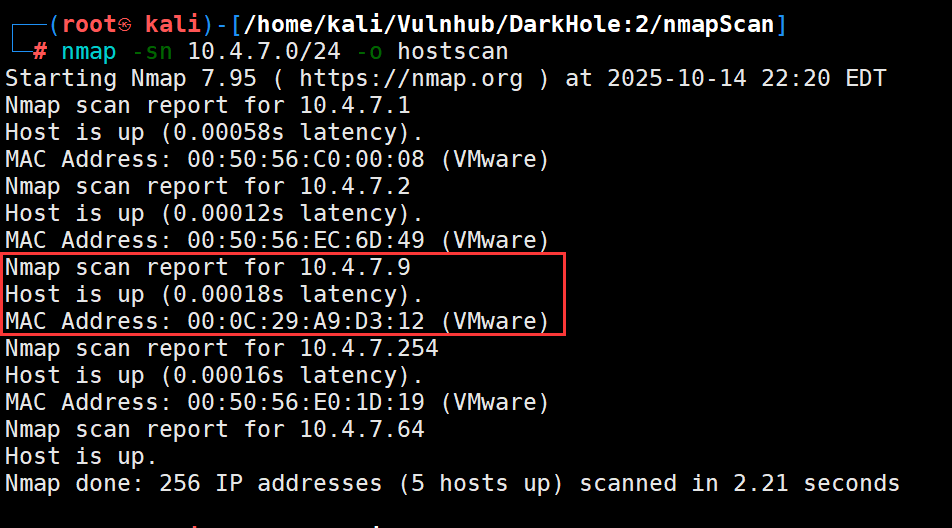 (root㉿ kali)-[/home/kali/Vulnhub/DarkHole:2/nmapScan]
# nmap -sn 10.4.7.0/24 -o hostscan
Starting Nmap 7.95 ( https://nmap.org ) at 2025-10-14 22:20 EDT
Nmap scan report for 10.4.7.1
Host is up (0.00058s latency).
MAC Address: 00:50:56:C0:00:08 (VMware)
Nmap scan report for 10.4.7.2
Host is up (0.00012s latency).
MAC Address: 00:50:56:EC:6D:49 (VMware)
Nmap scan report for 10.4.7.9
Host is up (0.00018s latency).
MAC Address: 00:0C:29:A9:D3:12 (VMware)
Nmap scan report for 10.4.7.254
Host is up (0.00016s latency).
MAC Address: 00:50:56:E0:1D:19 (VMware)
Nmap scan report for 10.4.7.64
Host is up.
Nmap done: 256 IP addresses (5 hosts up) scanned in 2.21 seconds